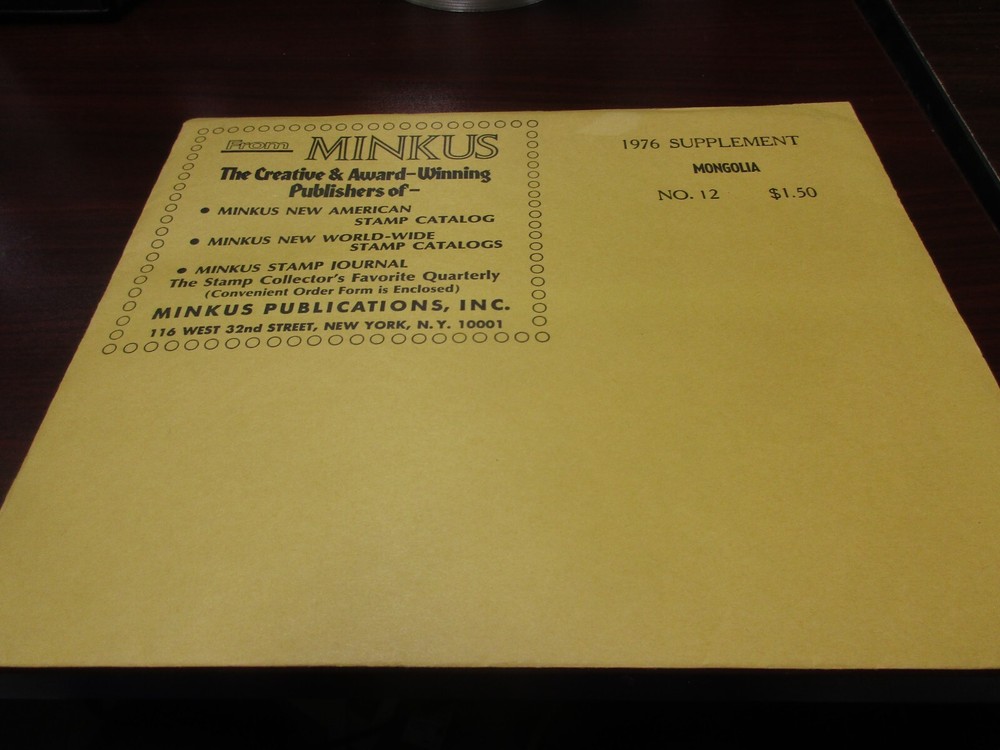 From MINKUS
The Creative & Award-Winning
Publishers of-
• MINKUS NEW AMERICAN
STAMP CATALOG
• MINKUS NEW WORLD-WIDE
STAMP CATALOGS
• MINKUS STAMP JOURNAL
The Stamp Collector's Favorite Quarterly
(Convenient Order Form is Enclosed)
MINKUS PUBLICATIONS, INC.
116 WEST 32nd STREET, NEW YORK, N.Y. 10001
1976 SUPPLEMENT
MONGOLIA
NO. 12 $1.50